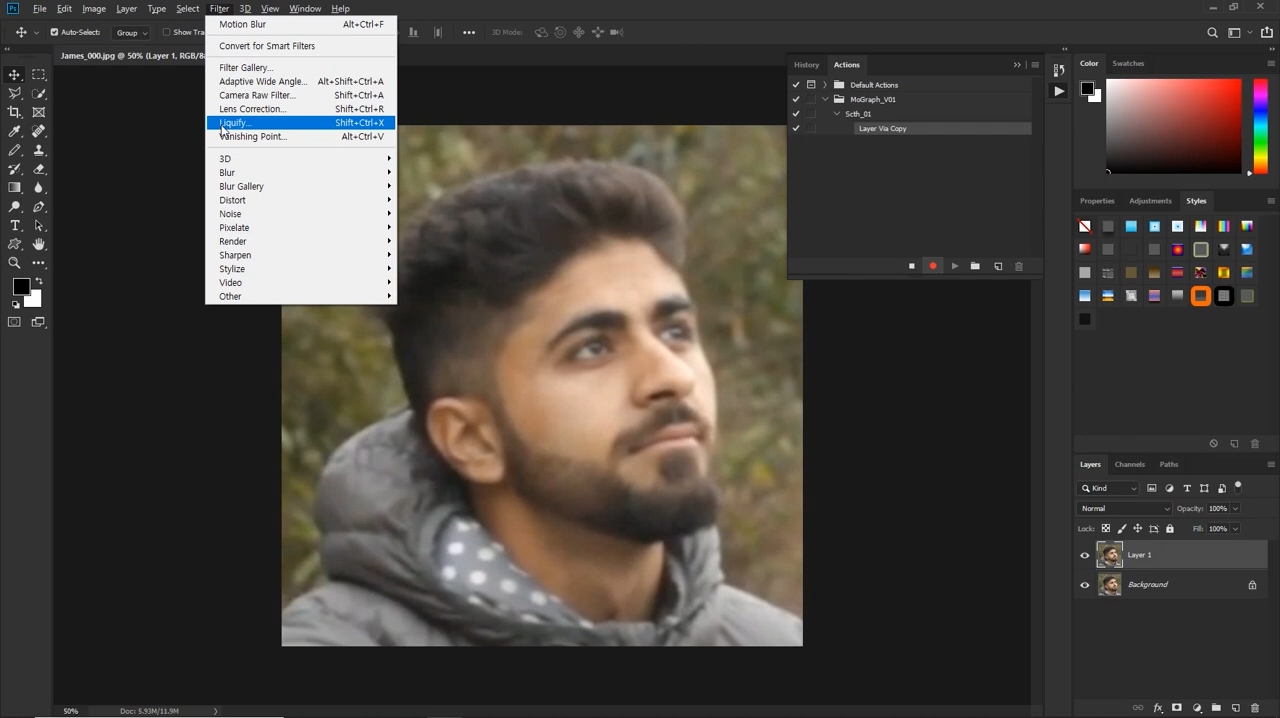 Ps File Edit Image Layer Type Select Filter 3D View Window Help
Auto-Select: Group Show Tra 3D Mode:
James_000.jpg @ 50% (Layer 1, RGB/8
Motion Blur Alt+Ctrl+F
Convert for Smart Filters
Filter Gallery...
Adaptive Wide Angle... Alt+Shift+Ctrl+A
Camera Raw Filter... Shift+Ctrl+A
Lens Correction... Shift+Ctrl+R
Liquify... Shift+Ctrl+X
Vanishing Point... Alt+Ctrl+V
3D
Blur
Blur Gallery
Distort
Noise
Pixelate
Render
Sharpen
Stylize
Video
Other
History Actions
Default Actions
MoGraph_V01
Scth_01
Layer Via Copy
Color Swatches
Properties Adjustments Styles
Layers Channels Paths
Kind
Normal Opacity: 100%
Lock: Fill: 100%
Layer 1
Background
50% Doc: 5.93M/11.9M